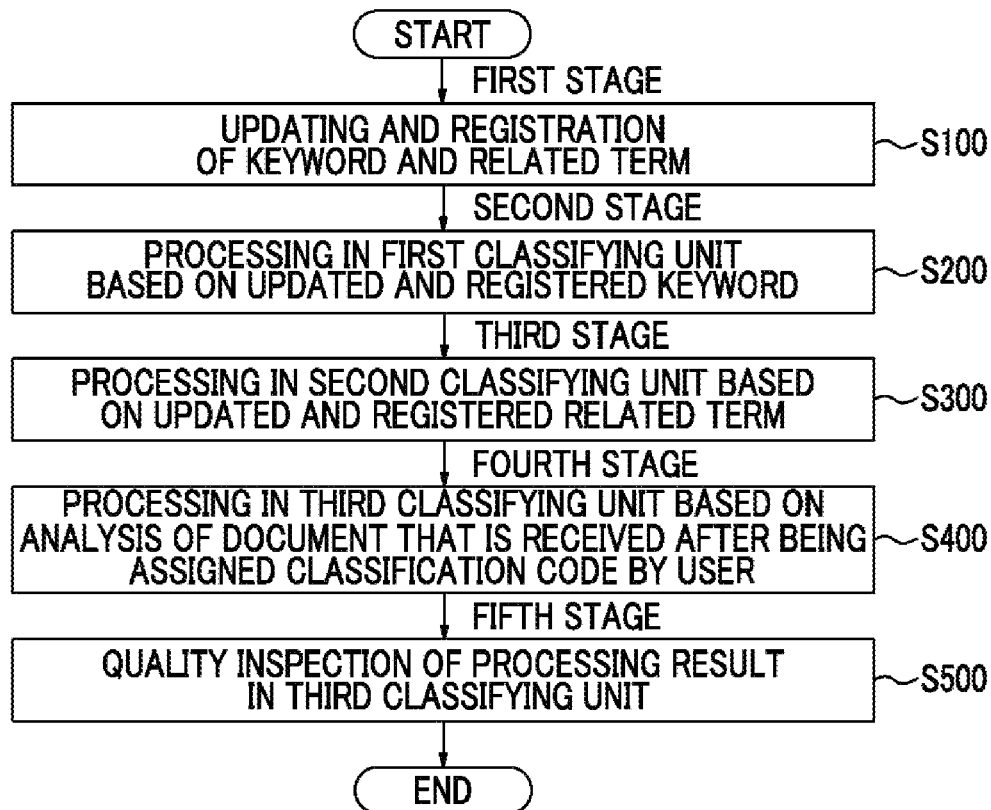 START
FIRST STAGE
UPDATING AND REGISTRATION
OF KEYWORD AND RELATED TERM
S100
SECOND STAGE
PROCESSING IN FIRST CLASSIFYING UNIT
BASED ON UPDATED AND REGISTERED KEYWORD
S200
THIRD STAGE
PROCESSING IN SECOND CLASSIFYING UNIT BASED
ON UPDATED AND REGISTERED RELATED TERM
S300
FOURTH STAGE
PROCESSING IN THIRD CLASSIFYING UNIT BASED ON
ANALYSIS OF DOCUMENT THAT IS RECEIVED AFTER BEING
ASSIGNED CLASSIFICATION CODE BY USER
S400
FIFTH STAGE
QUALITY INSPECTION OF PROCESSING RESULT
IN THIRD CLASSIFYING UNIT
S500
END